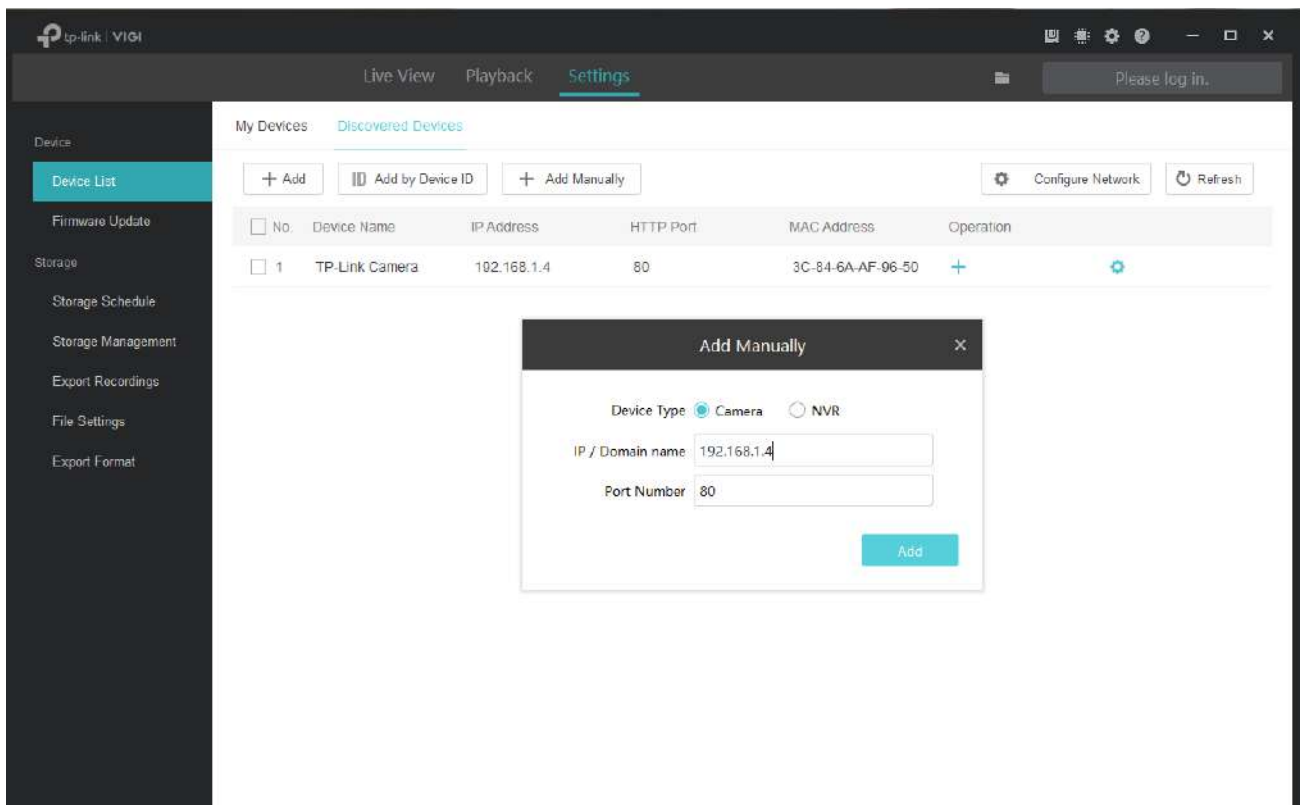 tp-link | VIGI
Live View Playback Settings Please log in.
Device
Device List
Firmware Update
Storage
Storage Schedule
Storage Management
Export Recordings
File Settings
Export Format
My Devices Discovered Devices
+ Add Add by Device ID + Add Manually Configure Network Refresh
No. Device Name IP Address HTTP Port MAC Address Operation
1 TP-Link Camera 192.168.1.4 80 3C-84-6A-AF-96-50 +
Add Manually
Device Type Camera NVR
IP / Domain name 192.168.1.4
Port Number 80
Add